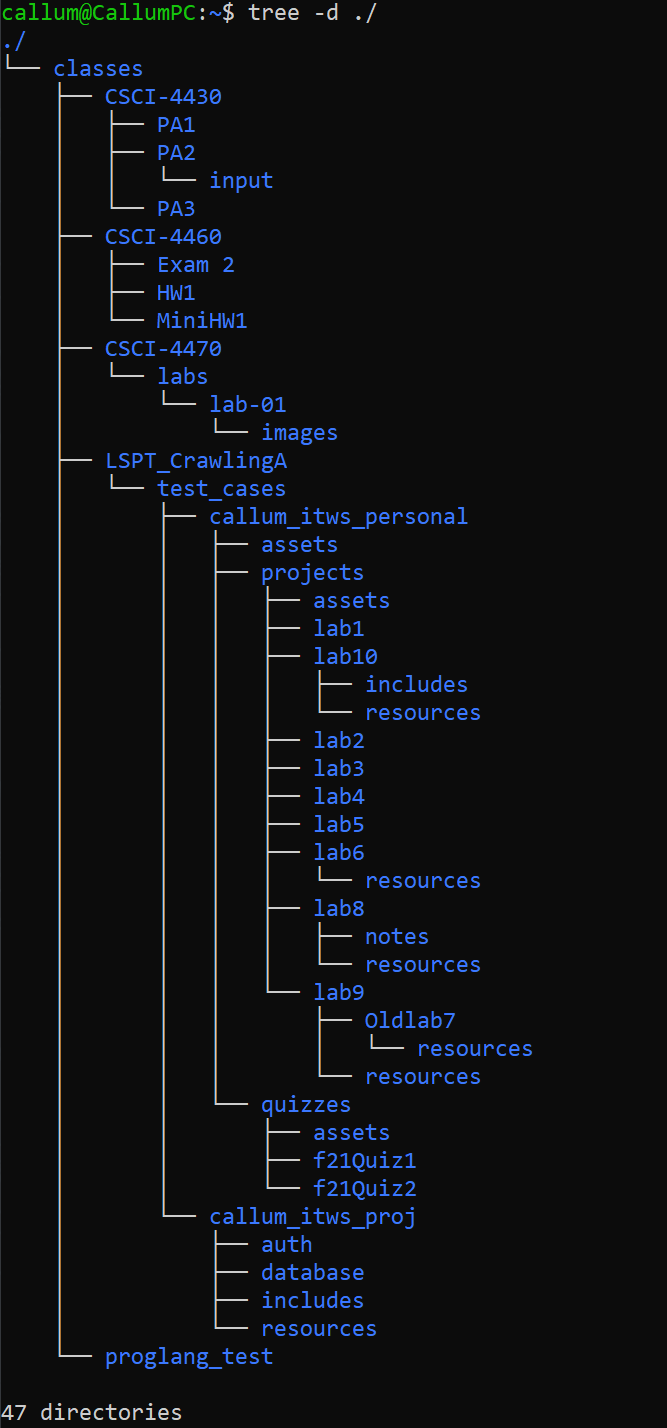 callum@CallumPC:~$ tree -d ./
./
└── classes
    ├── CSCI-4430
    │   ├── PA1
    │   ├── PA2
    │   │   └── input
    │   └── PA3
    ├── CSCI-4460
    │   ├── Exam 2
    │   ├── HW1
    │   └── MiniHW1
    ├── CSCI-4470
    │   └── labs
    │       └── lab-01
    │           └── images
    ├── LSPT_CrawlingA
    │   └── test_cases
    │       ├── callum_itws_personal
    │       │   ├── assets
    │       │   ├── projects
    │       │   │   ├── assets
    │       │   │   ├── lab1
    │       │   │   ├── lab10
    │       │   │   │   ├── includes
    │       │   │   │   └── resources
    │       │   │   ├── lab2
    │       │   │   ├── lab3
    │       │   │   ├── lab4
    │       │   │   ├── lab5
    │       │   │   ├── lab6
    │       │   │   │   └── resources
    │       │   │   ├── lab8
    │       │   │   │   ├── notes
    │       │   │   │   └── resources
    │       │   │   └── lab9
    │       │   │       ├── Oldlab7
    │       │   │       │   └── resources
    │       │   │       └── resources
    │       │   └── quizzes
    │       │       ├── assets
    │       │       ├── f21Quiz1
    │       │       └── f21Quiz2
    │       └── callum_itws_proj
    │           ├── auth
    │           ├── database
    │           ├── includes
    │           └── resources
    └── proglang_test

47 directories